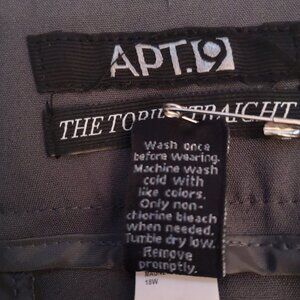 APT.9
THE TORI STRAIGHT
Wash once
before wearing.
Machine wash
cold with
like colors.
Only non-
chlorine bleach
when needed.
Tumble dry low.
Remove
promptly.
18W